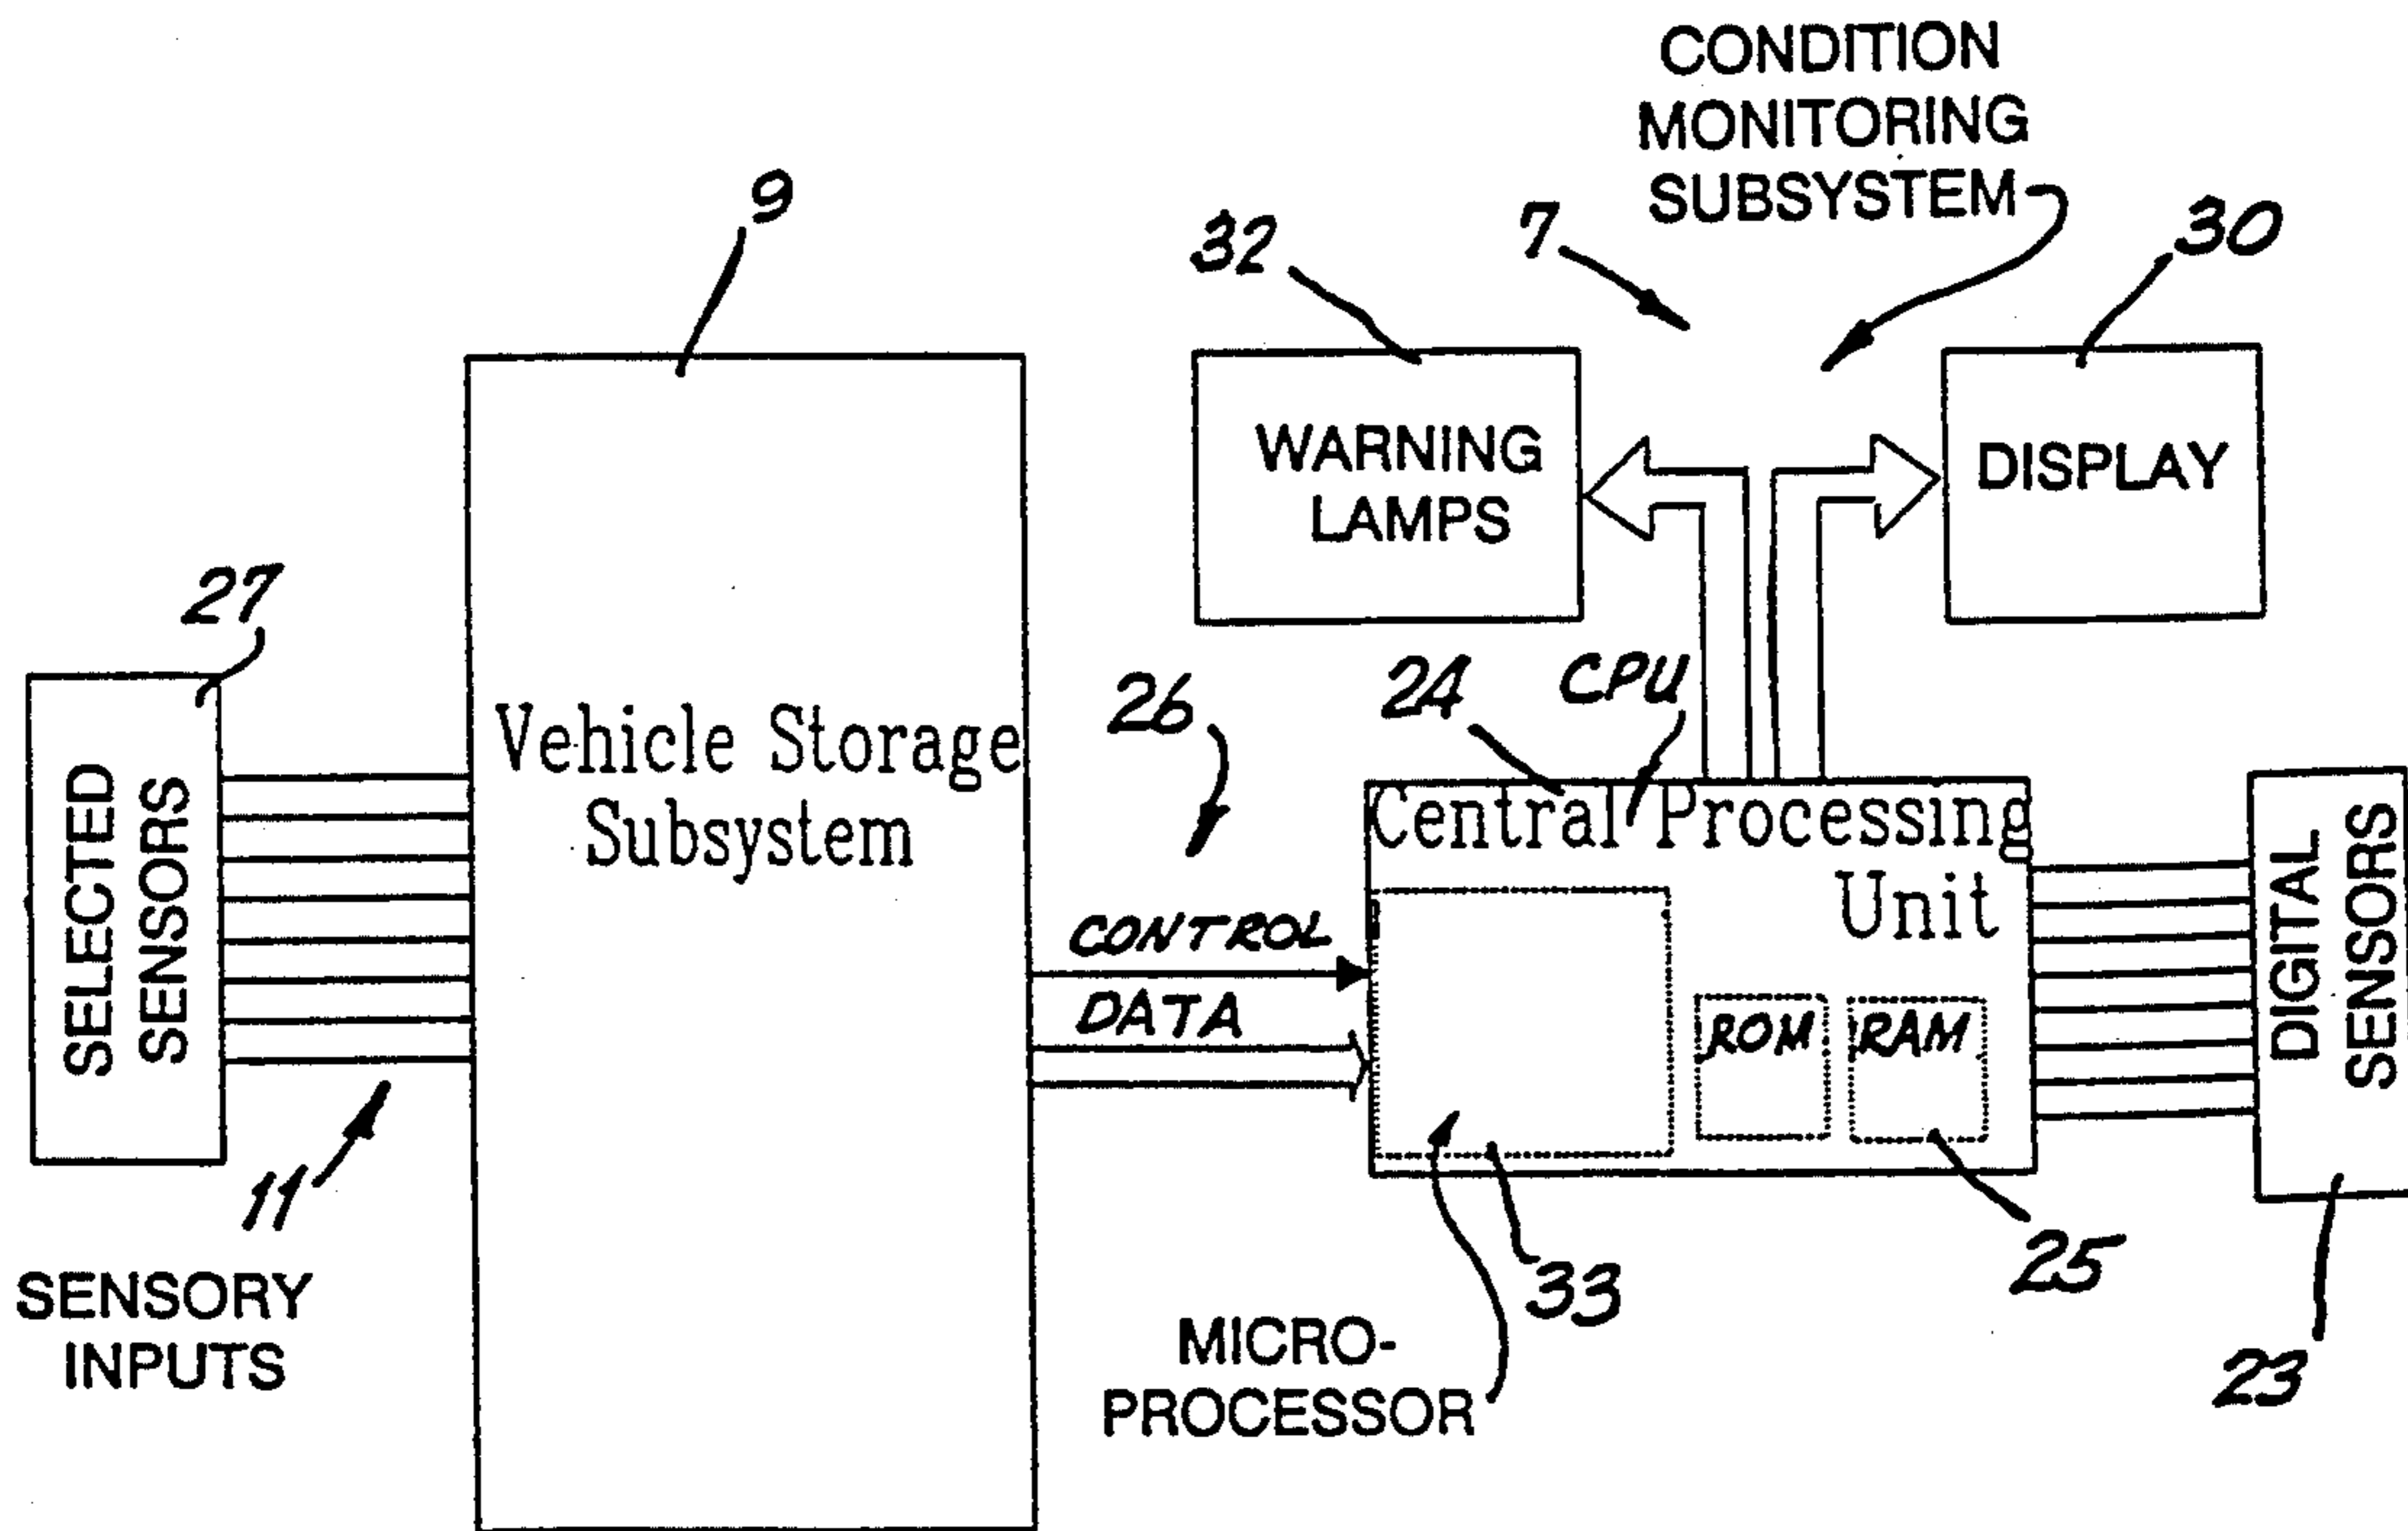 CONDITION
MONITORING
SUBSYSTEM
9
32
7
30
WARNING
LAMPS
DISPLAY
27
26
24
CPU
SELECTED
SENSORS
Vehicle Storage
Subsystem
Central Processing
Unit
CONTROL
DATA
ROM
RAM
DIGITAL
SENSORS
11
SENSORY
INPUTS
33
25
23
MICRO-
PROCESSOR